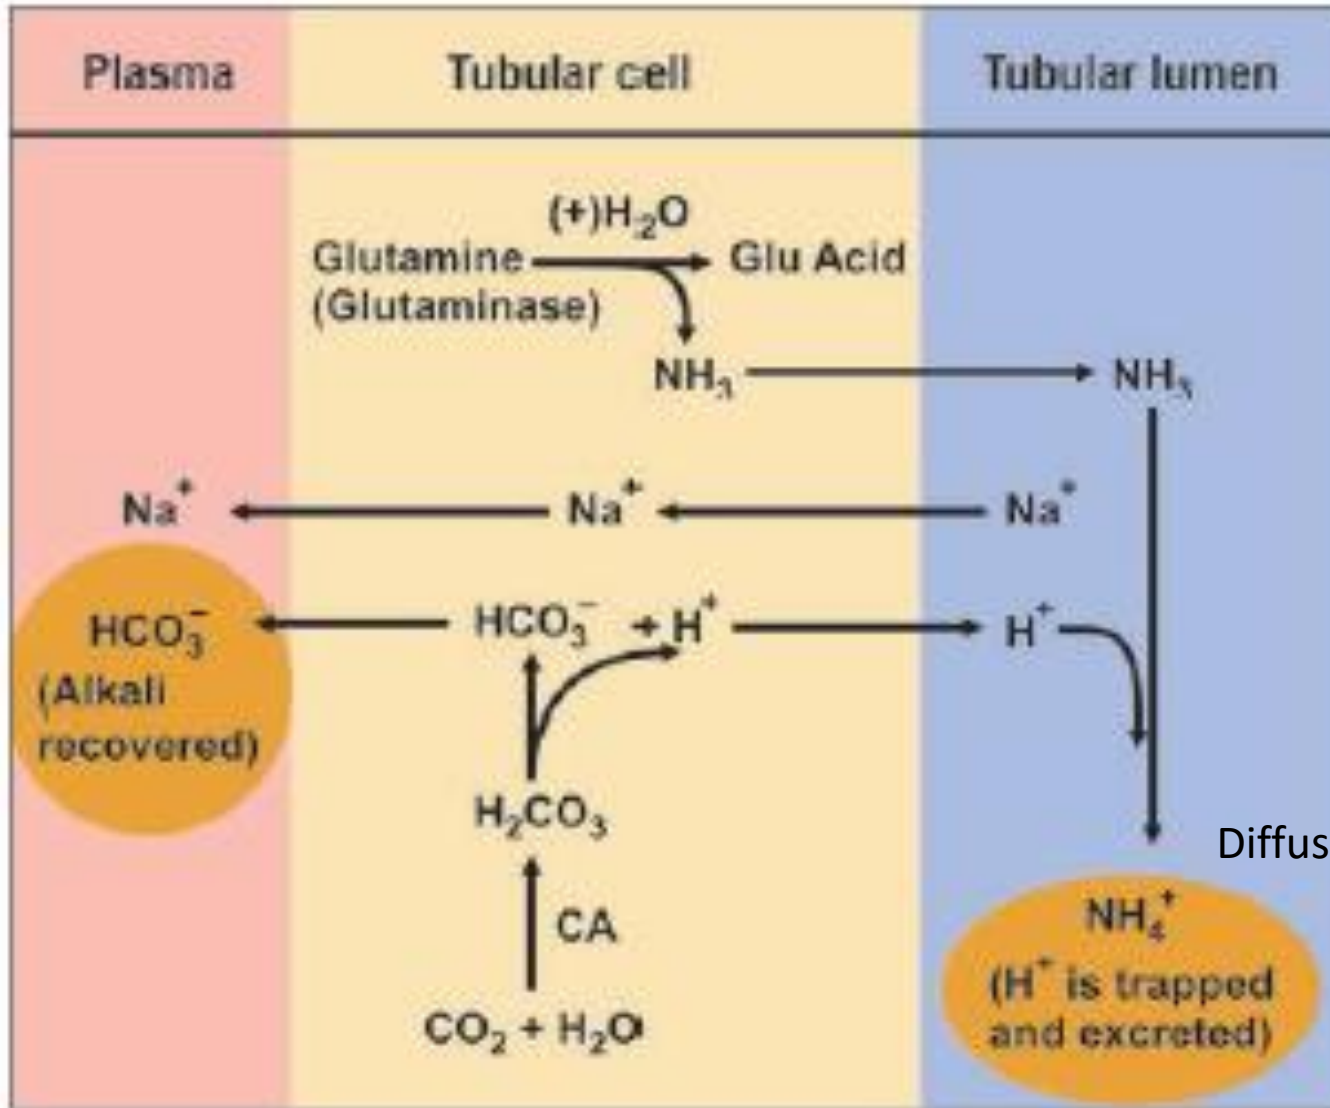 Plasma Tubular cell Tubular lumen
(+)H₂O
Glutamine Glu Acid
(Glutaminase)
NH₃ NH₃
Na⁺ Na⁺ Na⁺
HCO₃⁻ HCO₃⁻ + H⁺ H⁺
(Alkali
recovered)
H₂CO₃
Diffus
CA
NH₄⁺
(H⁺ is trapped
and excreted)
CO₂ + H₂O